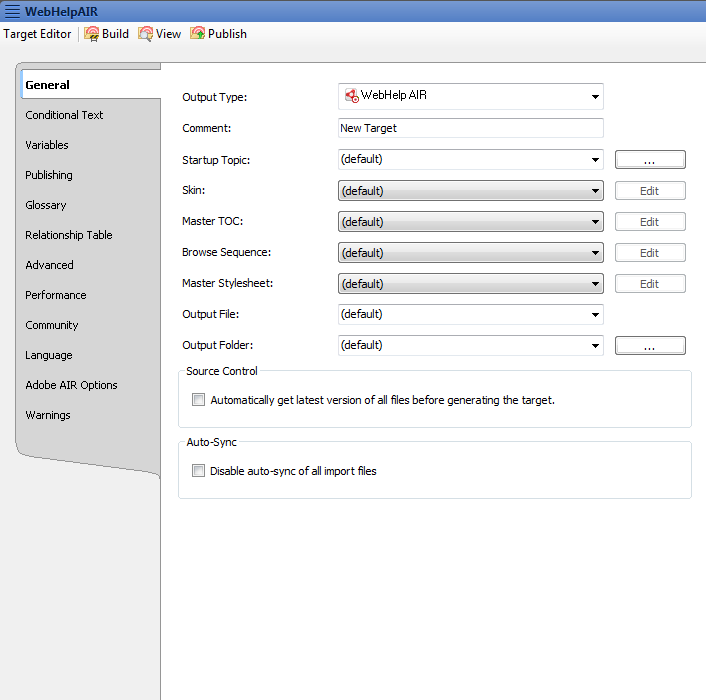 WebHelpAIR
Target Editor Build View Publish
General
Conditional Text
Variables
Publishing
Glossary
Relationship Table
Advanced
Performance
Community
Language
Adobe AIR Options
Warnings
Output Type: WebHelp AIR
Comment: New Target
Startup Topic: (default) ...
Skin: (default) Edit
Master TOC: (default) Edit
Browse Sequence: (default) Edit
Master Stylesheet: (default) Edit
Output File: (default)
Output Folder: (default) ...
Source Control
Automatically get latest version of all files before generating the target.
Auto-Sync
Disable auto-sync of all import files